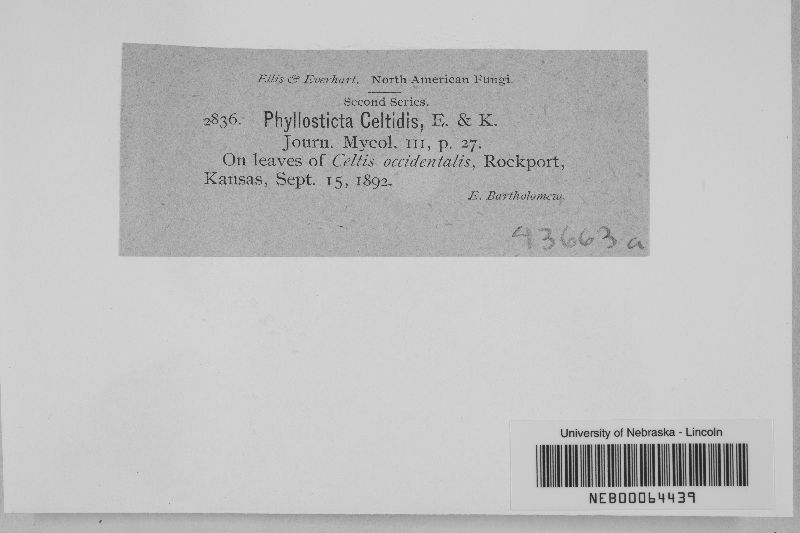 Ellis & Everhart. North American Fungi.
Second Series.
2836. Phyllosticta Celtidis, E. & K.
Journ. Mycol. III, p. 27.
On leaves of Celtis occidentalis, Rockport,
Kansas, Sept. 15, 1892.
E. Bartholomew.
43663a
University of Nebraska - Lincoln
NEB00064439